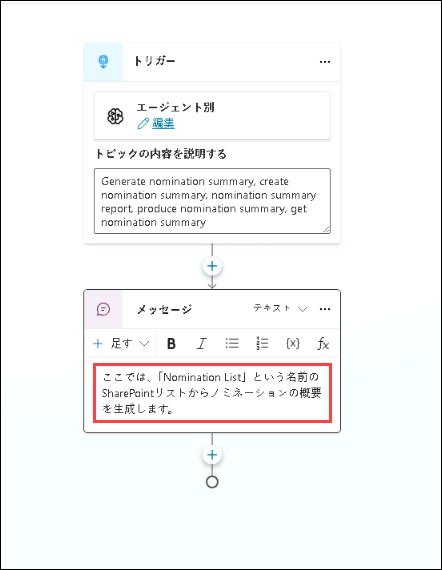 トリガー
エージェント別
編集
トピックの内容を説明する
Generate nomination summary, create
nomination summary, nomination summary
report, produce nomination summary, get
nomination summary
メッセージ テキスト
足す B I {x} fx
ここでは、「Nomination List」という名前の
SharePointリストからノミネーションの概要
を生成します。